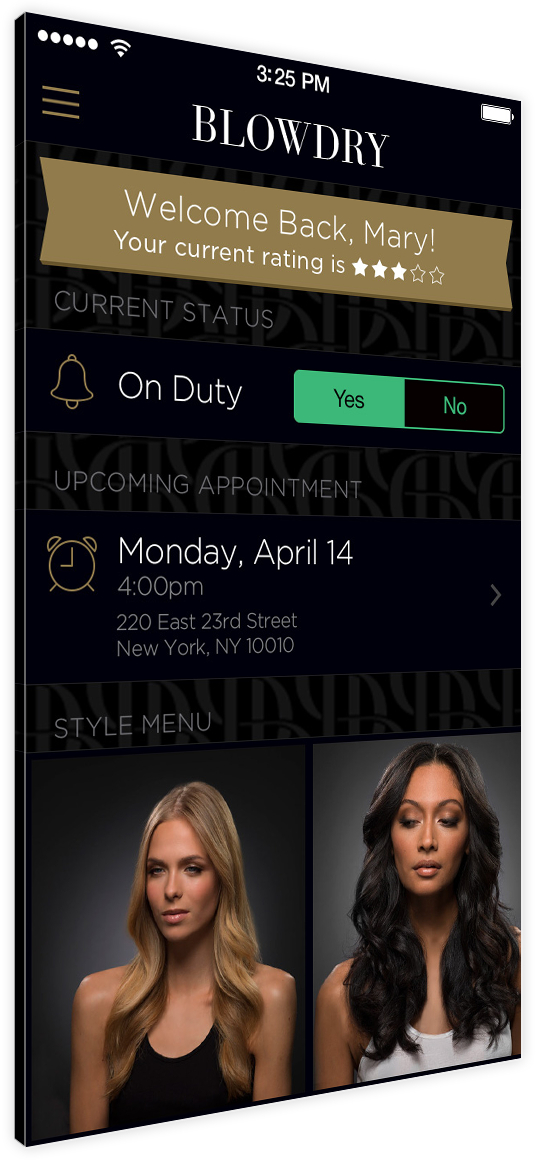 3:25 PM
BLOWDRY
Welcome Back, Mary!
Your current rating is
CURRENT STATUS
On Duty
Yes
No
UPCOMING APPOINTMENT
Monday, April 14
4:00pm
220 East 23rd Street
New York, NY 10010
STYLE MENU